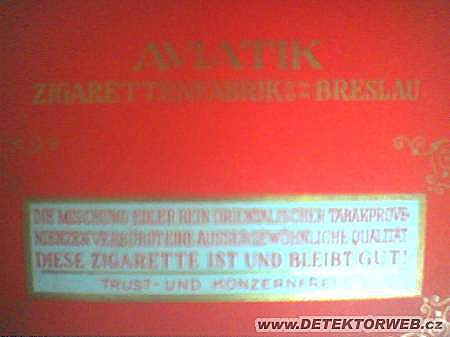 AVIATIK
ZIGARETTENFABRIK BRESLAU
DIE MISCHUNG EDLER REIN ORIENTALISCHER TABAKPROVE-
NIENZEN VERBÜRGT EINE AUSSERGEWÖHNLICHE QUALITÄT
DIESE ZIGARETTE IST UND BLEIBT GUT!
TRUST- UND KONZERNFREI
www.DETEKTORWEB.cz